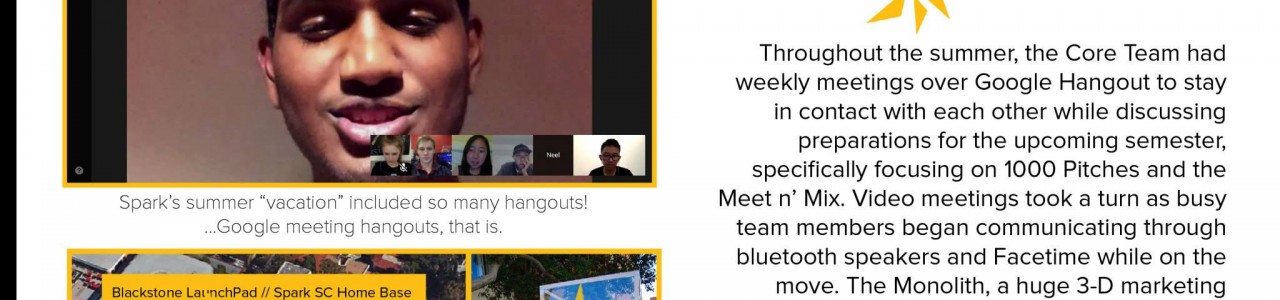 Neel
Spark's summer “vacation” included so many hangouts!
...Google meeting hangouts, that is.
Blackstone LaunchPad // Spark SC Home Base
Throughout the summer, the Core Team had
weekly meetings over Google Hangout to stay
in contact with each other while discussing
preparations for the upcoming semester,
specifically focusing on 1000 Pitches and the
Meet n’ Mix. Video meetings took a turn as busy
team members began communicating through
bluetooth speakers and Facetime while on the
move. The Monolith, a huge 3-D marketing